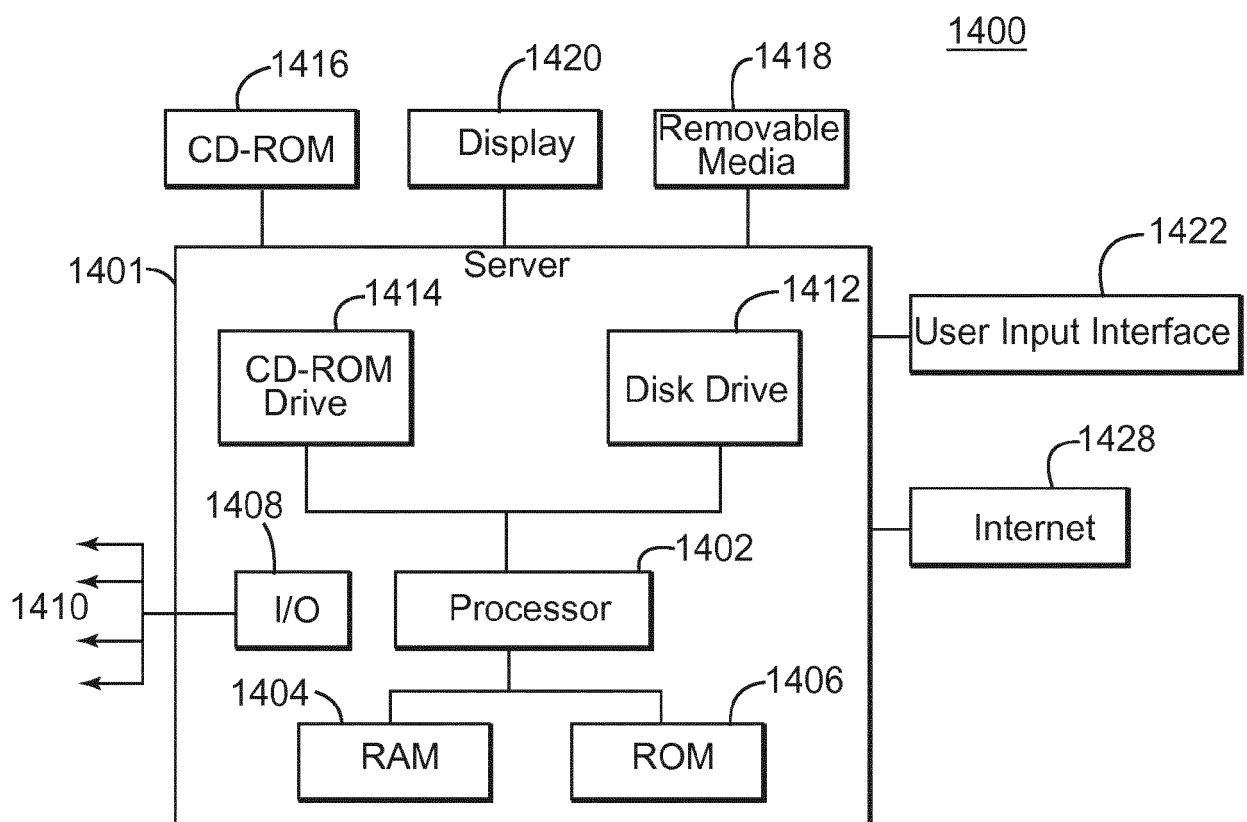 1400
1416
1420
1418
CD-ROM
Display
Removable
Media
1401
Server
1422
1414
1412
User Input Interface
CD-ROM
Drive
Disk Drive
1428
1408
Internet
1402
1410
I/O
Processor
1404
1406
RAM
ROM